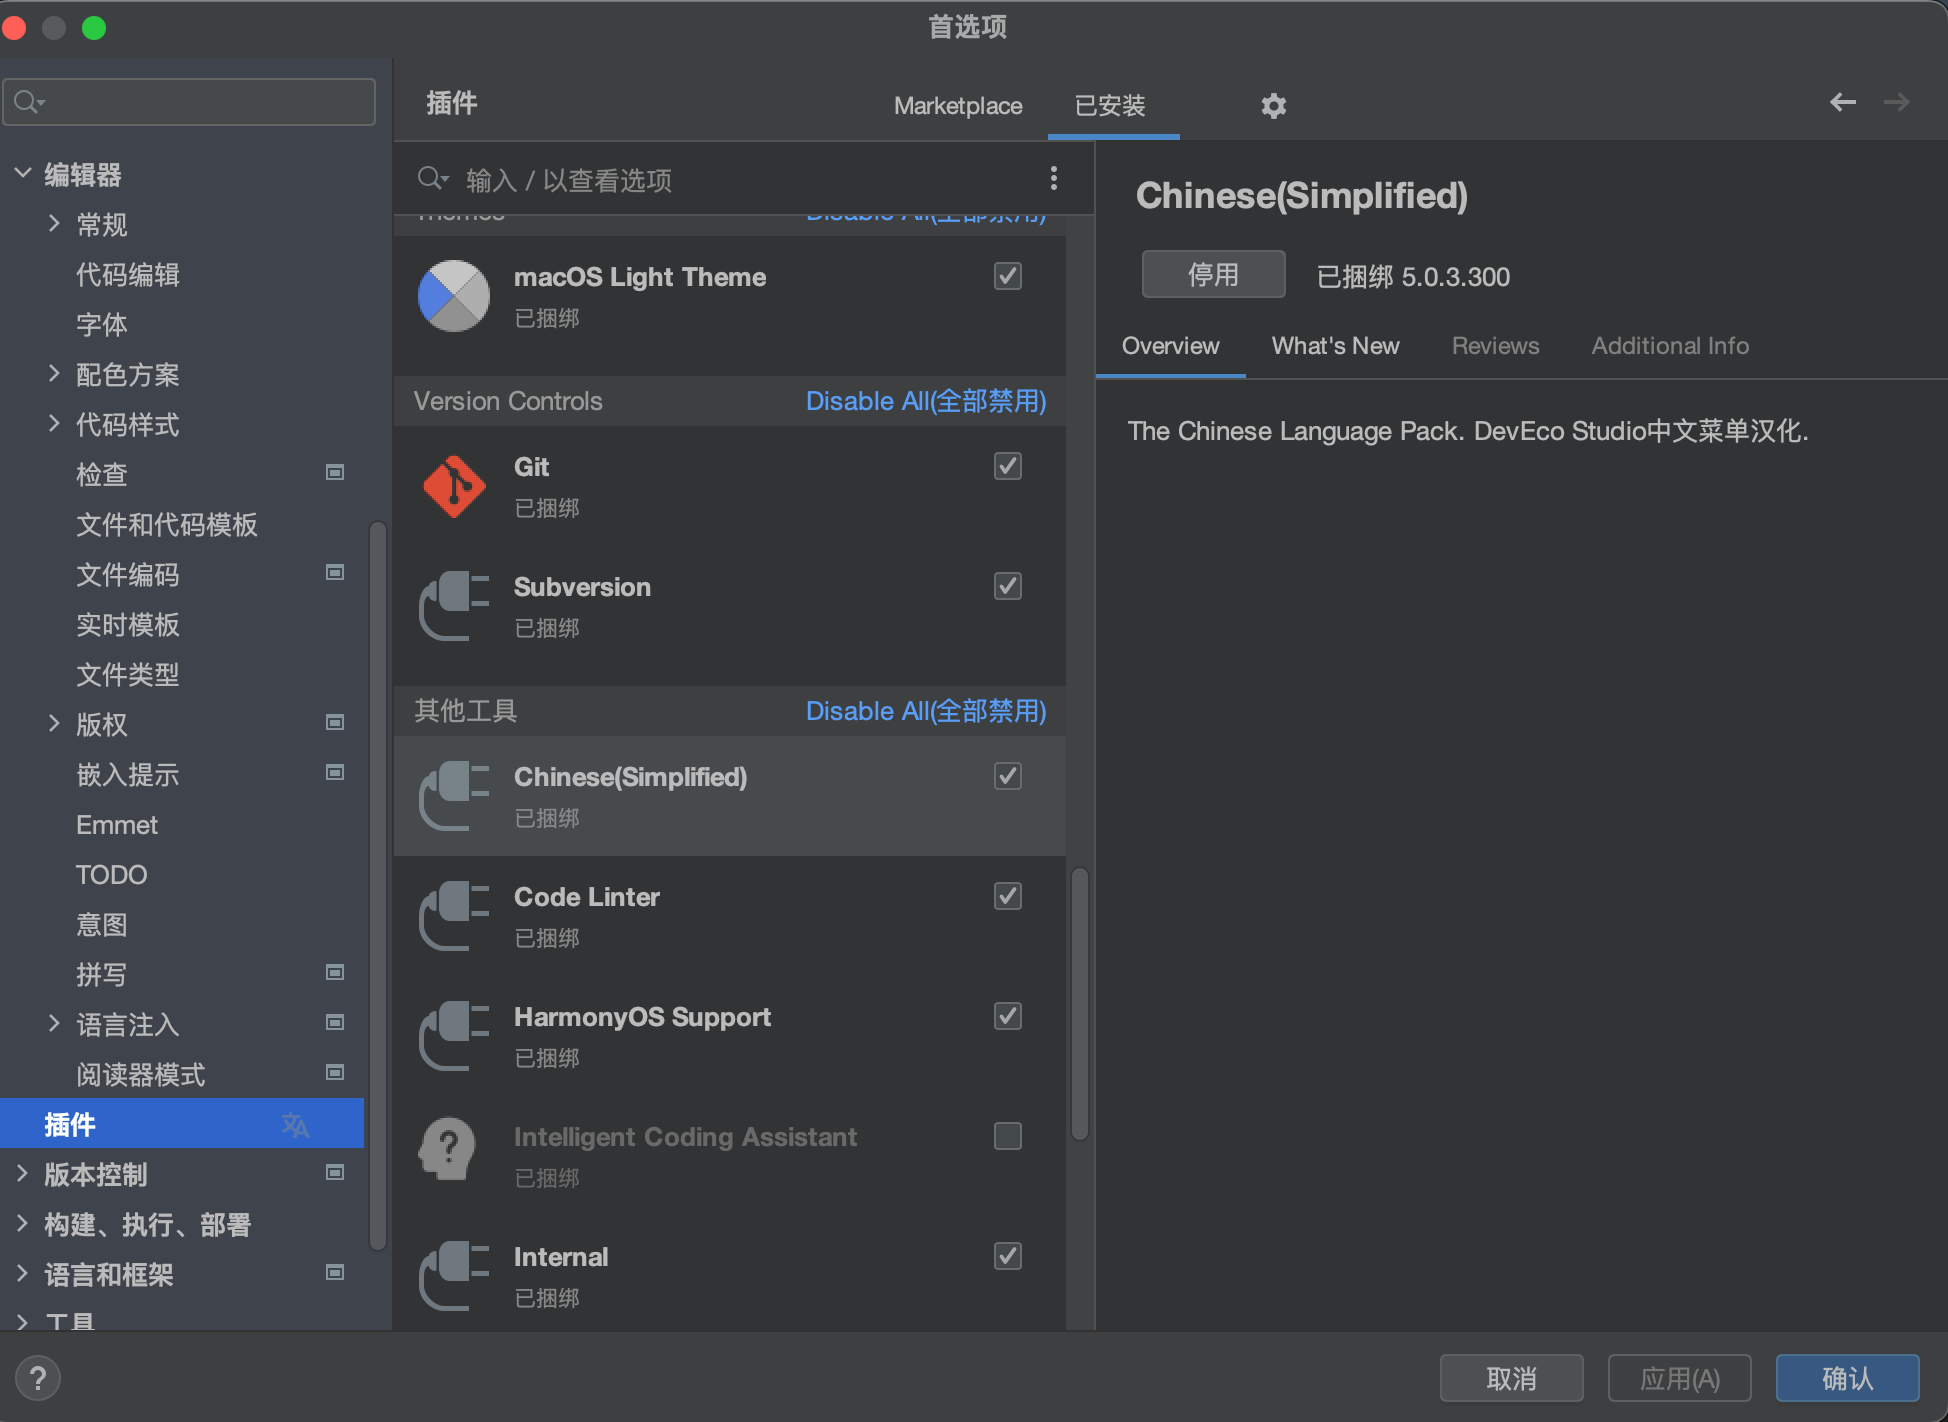 首选项
编辑器
常规
代码编辑
字体
配色方案
代码样式
检查
文件和代码模板
文件编码
实时模板
文件类型
版权
嵌入提示
Emmet
TODO
意图
拼写
语言注入
阅读器模式
插件
版本控制
构建、执行、部署
语言和框架
工具
插件
Marketplace
已安装
输入 / 以查看选项
Themes Disable All(全部禁用)
macOS Light Theme
已捆绑
Version Controls Disable All(全部禁用)
Git
已捆绑
Subversion
已捆绑
其他工具 Disable All(全部禁用)
Chinese(Simplified)
已捆绑
Code Linter
已捆绑
HarmonyOS Support
已捆绑
Intelligent Coding Assistant
已捆绑
Internal
已捆绑
Chinese(Simplified)
停用 已捆绑 5.0.3.300
Overview What's New Reviews Additional Info
The Chinese Language Pack. DevEco Studio中文菜单汉化.
?
取消 应用(A) 确认